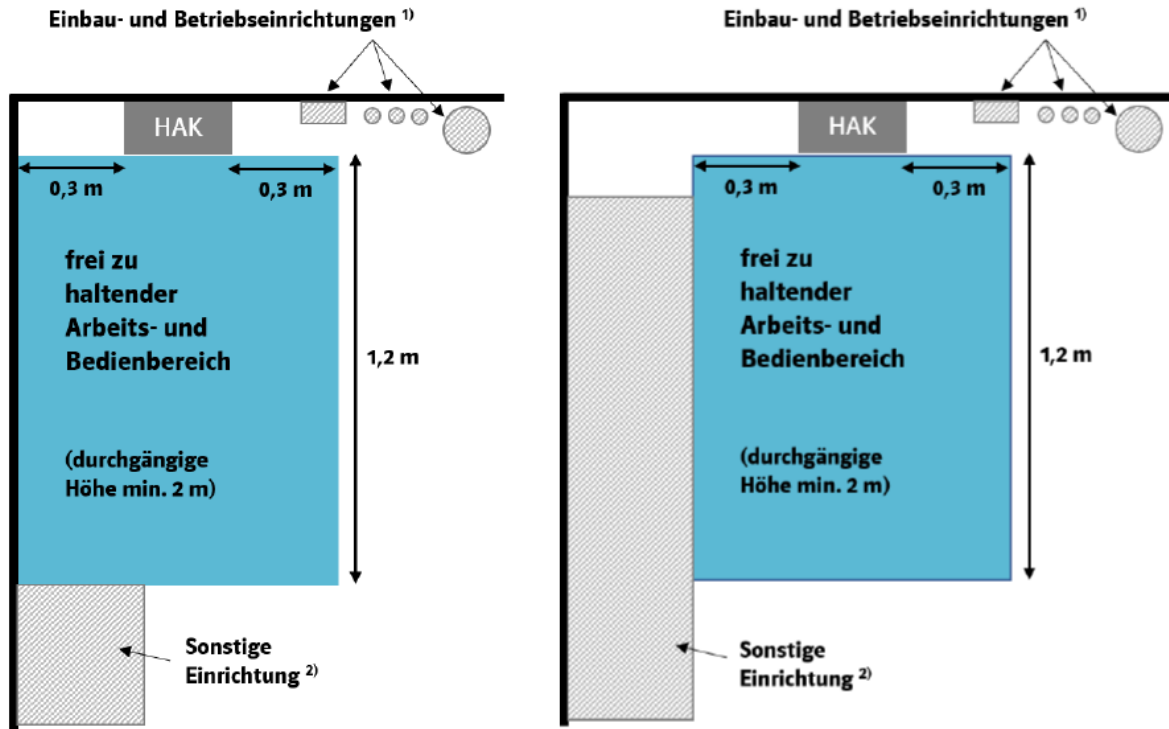 Einbau- und Betriebseinrichtungen ¹⁾
HAK
0,3 m
0,3 m
frei zu
haltender
Arbeits- und
Bedienbereich
1,2 m
(durchgängige
Höhe min. 2 m)
Sonstige
Einrichtung ²⁾
Einbau- und Betriebseinrichtungen ¹⁾
HAK
0,3 m
0,3 m
frei zu
haltender
Arbeits- und
Bedienbereich
1,2 m
(durchgängige
Höhe min. 2 m)
Sonstige
Einrichtung ²⁾